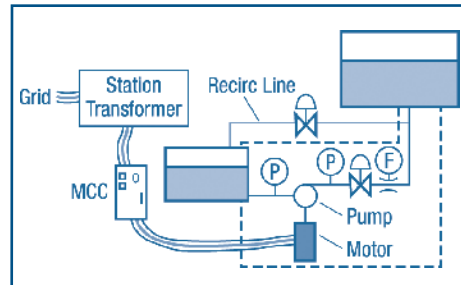 Station
Transformer
Grid
Recirc Line
MCC
P
P
F
Pump
Motor